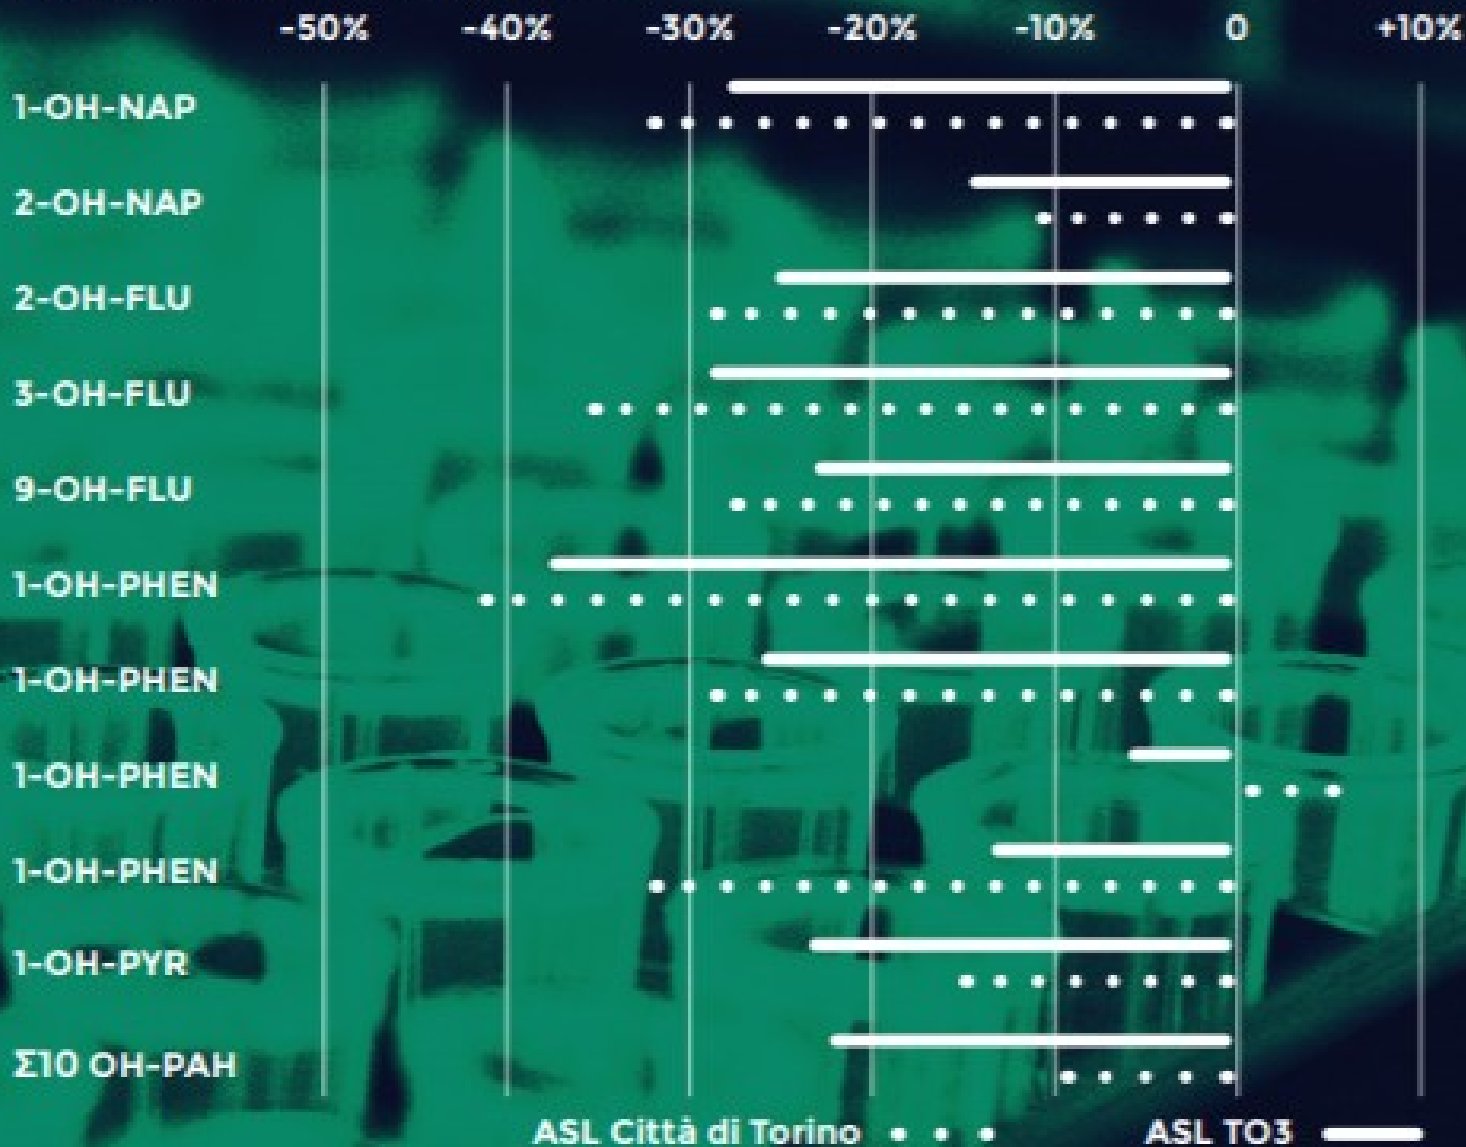 -50% -40% -30% -20% -10% 0 +10%
1-OH-NAP
2-OH-NAP
2-OH-FLU
3-OH-FLU
9-OH-FLU
1-OH-PHEN
1-OH-PHEN
1-OH-PHEN
1-OH-PHEN
1-OH-PYR
Σ10 OH-PAH
ASL Città di Torino ASL TO3